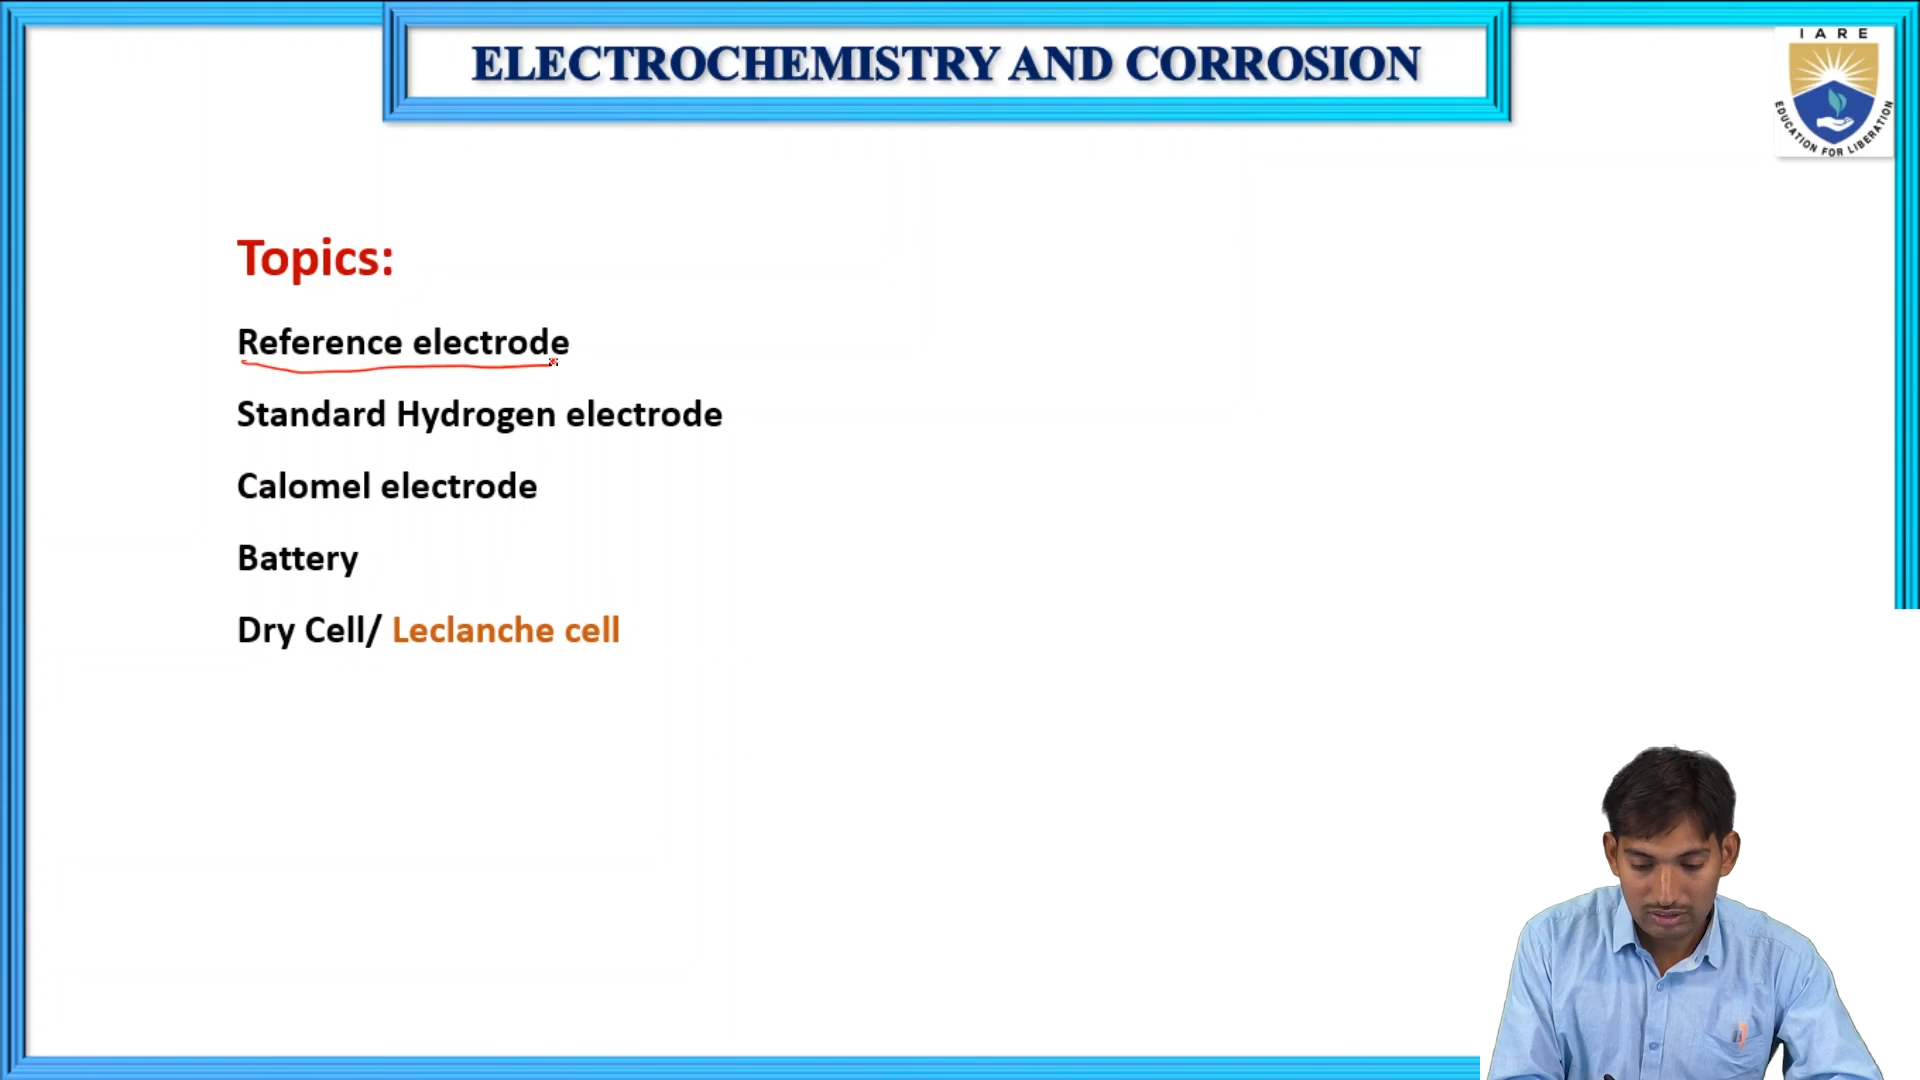 ELECTROCHEMISTRY AND CORROSION
IARE
EDUCATION FOR LIBERATION
Topics:
Reference electrode
Standard Hydrogen electrode
Calomel electrode
Battery
Dry Cell/ Leclanche cell